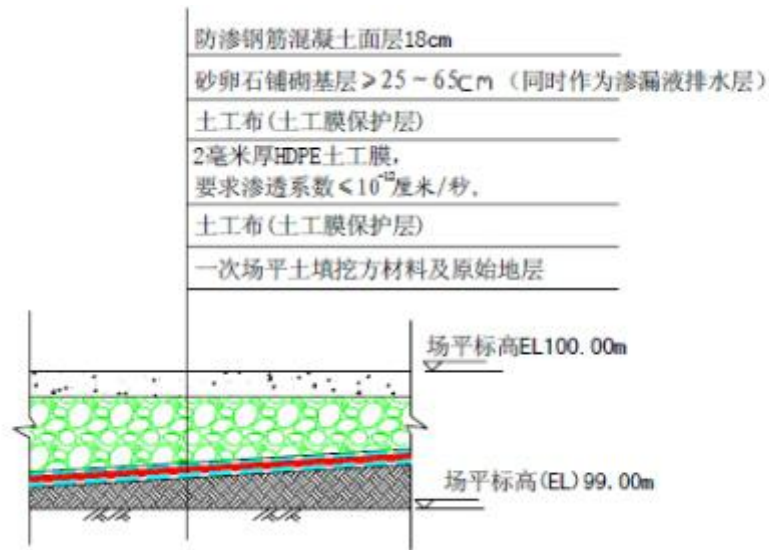 防渗钢筋混凝土面层18cm
砂卵石铺砌基层≥25~65cm（同时作为渗漏液排水层）
土工布(土工膜保护层)
2毫米厚HDPE土工膜，
要求渗透系数≤10⁻¹²厘米/秒.
土工布(土工膜保护层)
一次场平土填挖方材料及原始地层
场平标高EL100.00m
场平标高(EL)99.00m